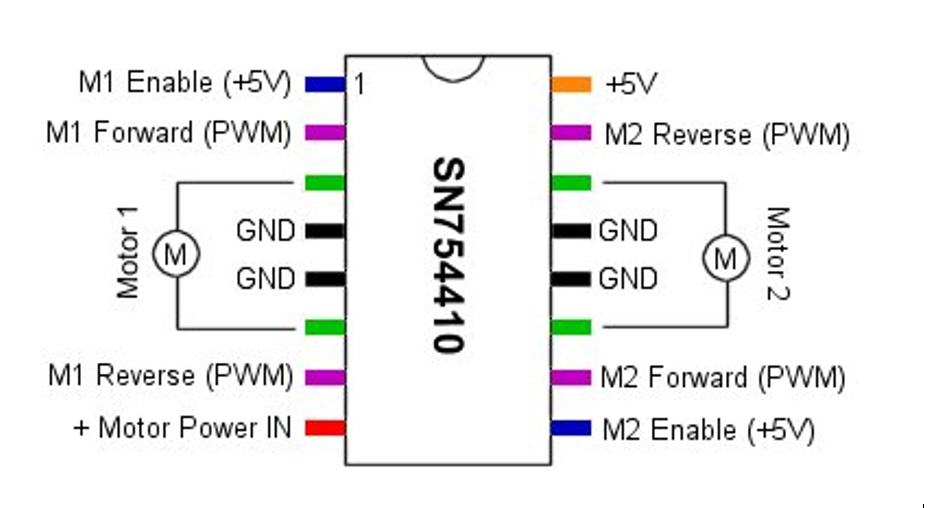 M1 Enable (+5V)
1
+5V
M1 Forward (PWM)
M2 Reverse (PWM)
SN754410
Motor 1
M
GND
GND
GND
GND
M
Motor 2
M1 Reverse (PWM)
M2 Forward (PWM)
+ Motor Power IN
M2 Enable (+5V)